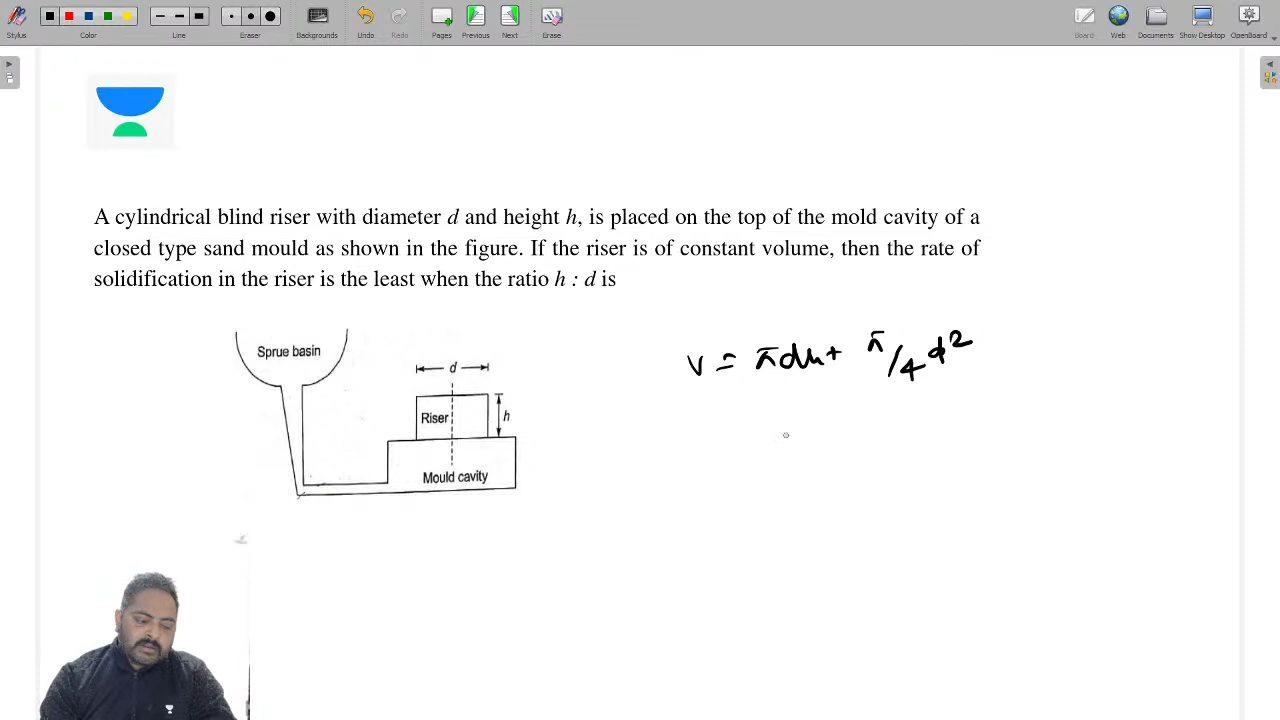 Stylus Color Line Eraser Backgrounds Undo Redo Pages Previous Next Erase Board Web Documents Show Desktop OpenBoard
A cylindrical blind riser with diameter d and height h, is placed on the top of the mold cavity of a
closed type sand mould as shown in the figure. If the riser is of constant volume, then the rate of
solidification in the riser is the least when the ratio h : d is
Sprue basin
d
Riser
h
Mould cavity
V = πdh + π/4 d²